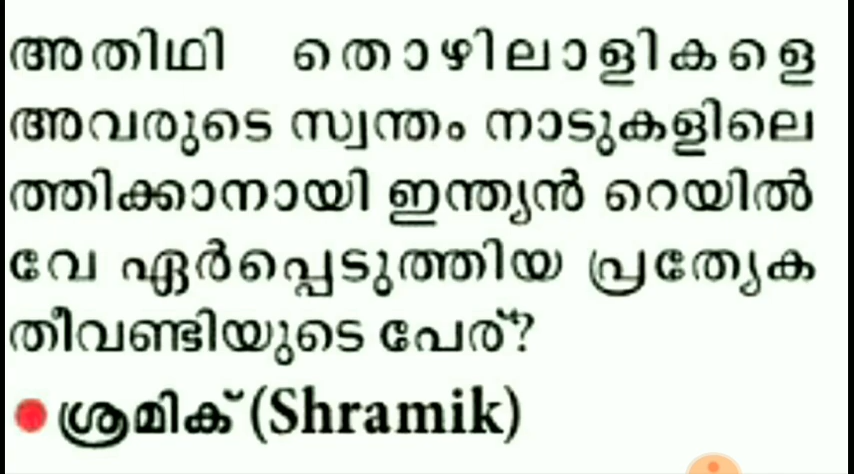 അതിഥി തൊഴിലാളികളെ
അവരുടെ സ്വന്തം നാടുകളിലെ
ത്തിക്കാനായി ഇന്ത്യൻ റെയിൽ
വേ ഏർപ്പെടുത്തിയ പ്രത്യേക
തീവണ്ടിയുടെ പേര്?
ശ്രമിക് (Shramik)